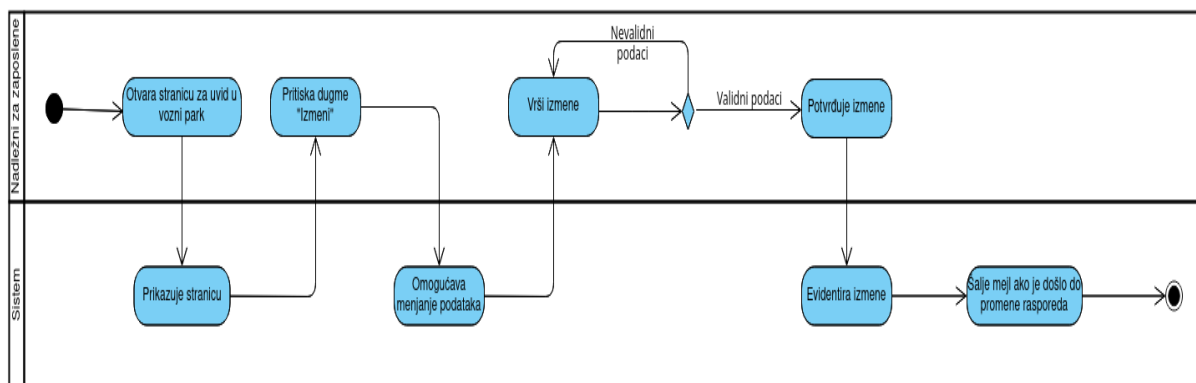 Nadležni za zaposlene
Otvara stranicu za uvid u
vozni park
Pritiska dugme
"Izmeni"
Vrši izmene
Nevalidni
podaci
Validni podaci
Potvrđuje izmene
Sistem
Prikazuje stranicu
Omogućava
menjanje podataka
Evidentira izmene
Šalje mejl ako je došlo do
promene rasporeda